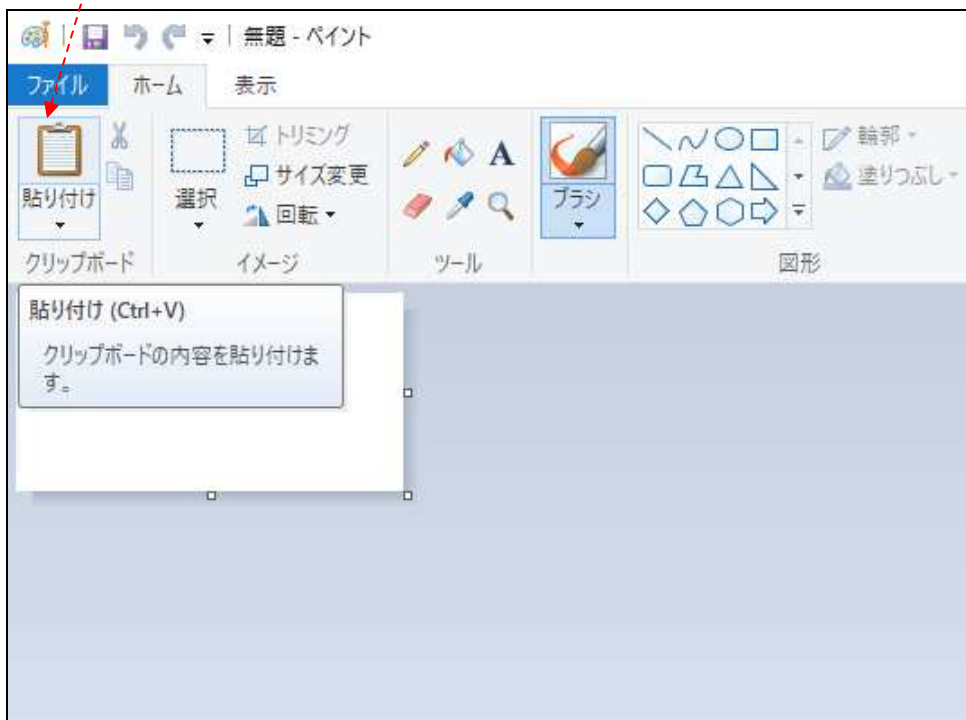 無題 - ペイント
ファイル ホーム 表示
貼り付け
選択
トリミング
サイズ変更
回転
A
ブラシ
輪郭
塗りつぶし
クリップボード イメージ ツール 図形
貼り付け (Ctrl+V)
クリップボードの内容を貼り付けま
す。